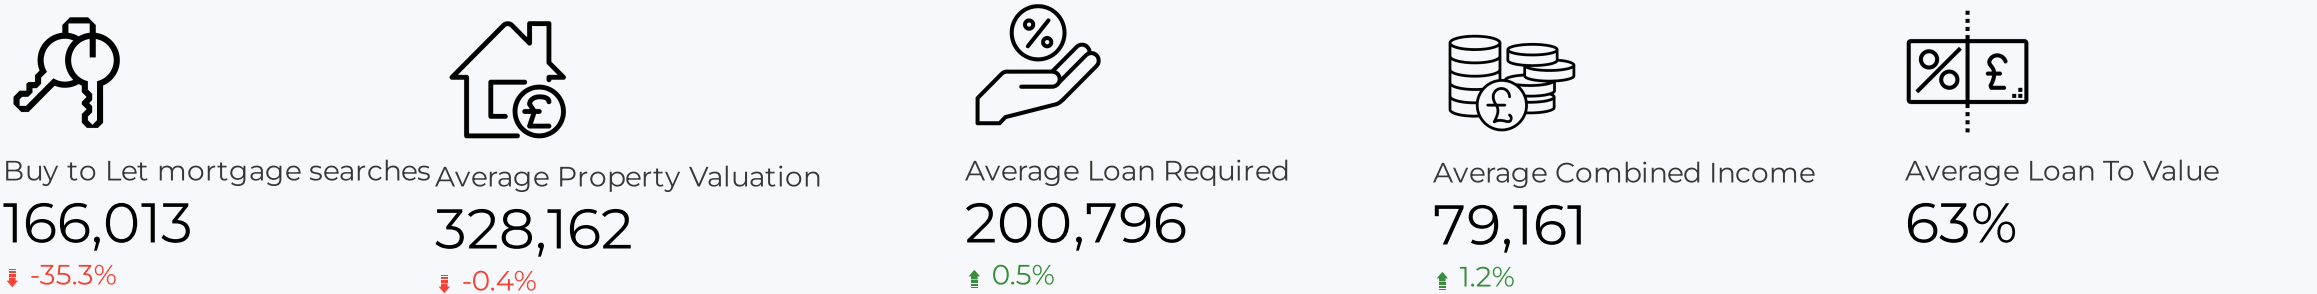 Buy to Let mortgage searches
166,013
-35.3%
Average Property Valuation
328,162
-0.4%
Average Loan Required
200,796
0.5%
Average Combined Income
79,161
1.2%
Average Loan To Value
63%